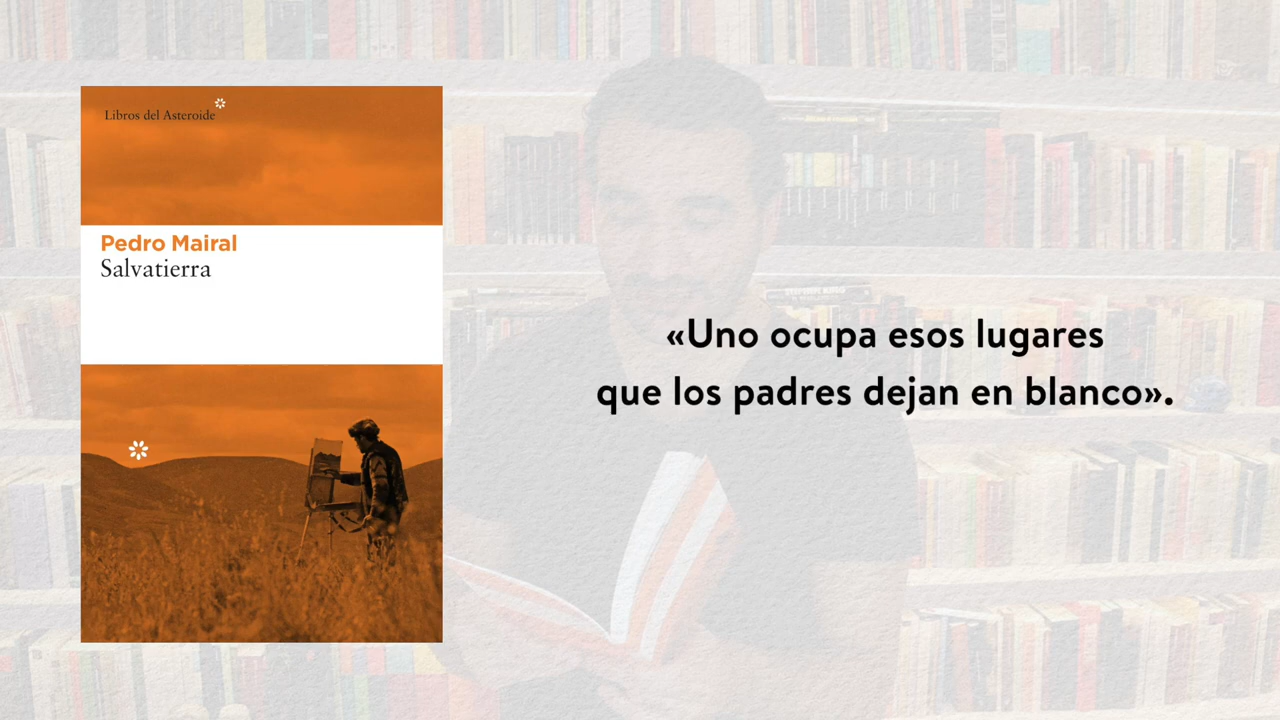 Libros del Asteroide
Pedro Mairal
Salvatierra
«Uno ocupa esos lugares
que los padres dejan en blanco».